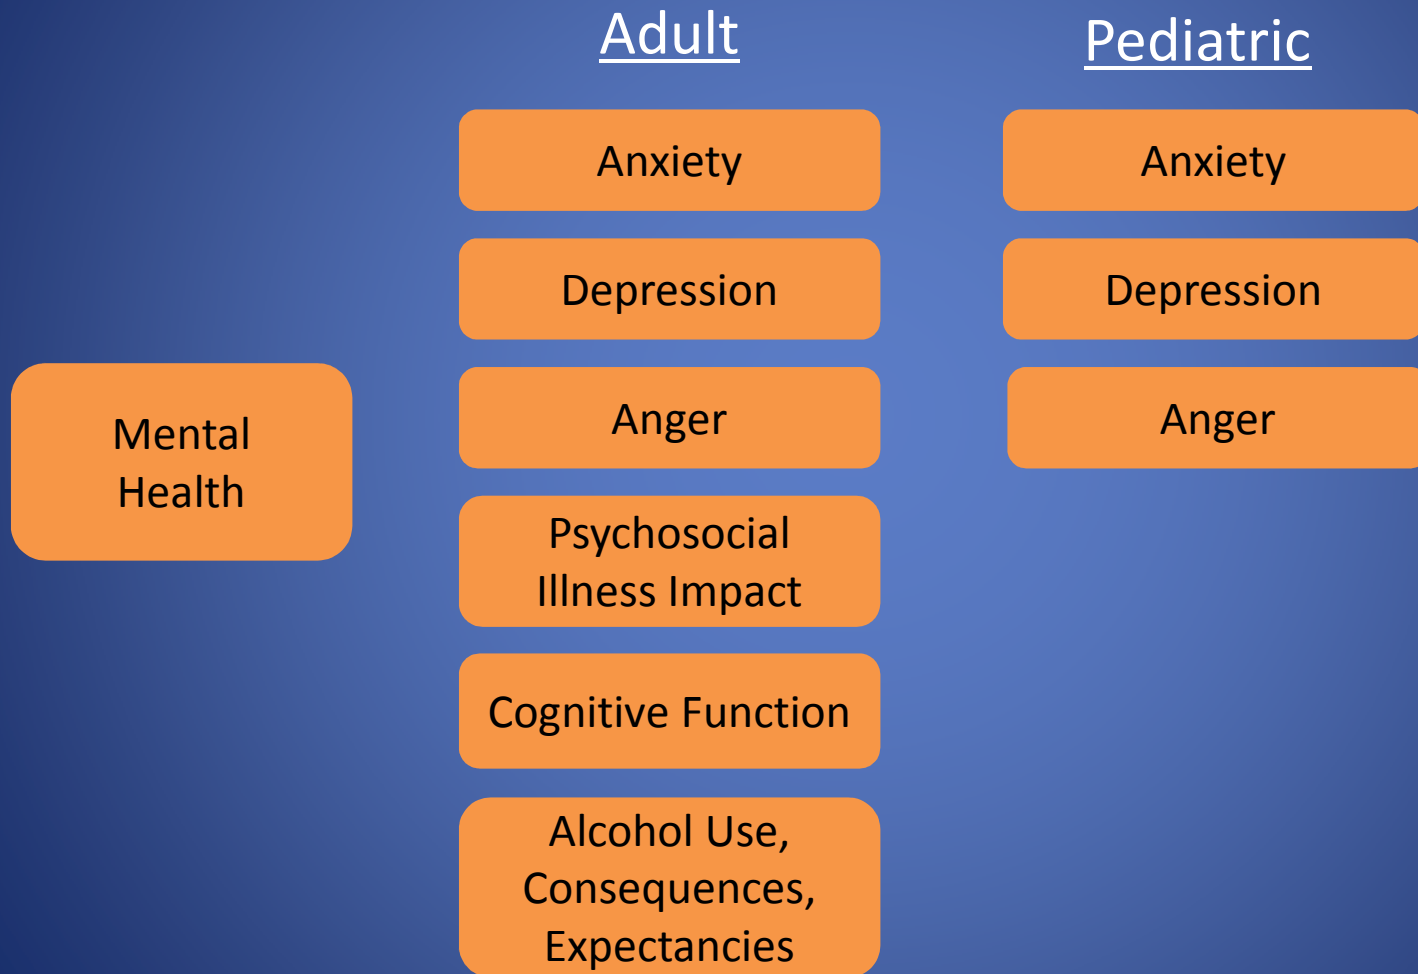 Adult
Pediatric
Anxiety
Anxiety
Depression
Depression
Mental
Health
Anger
Anger
Psychosocial
Illness Impact
Cognitive Function
Alcohol Use,
Consequences,
Expectancies